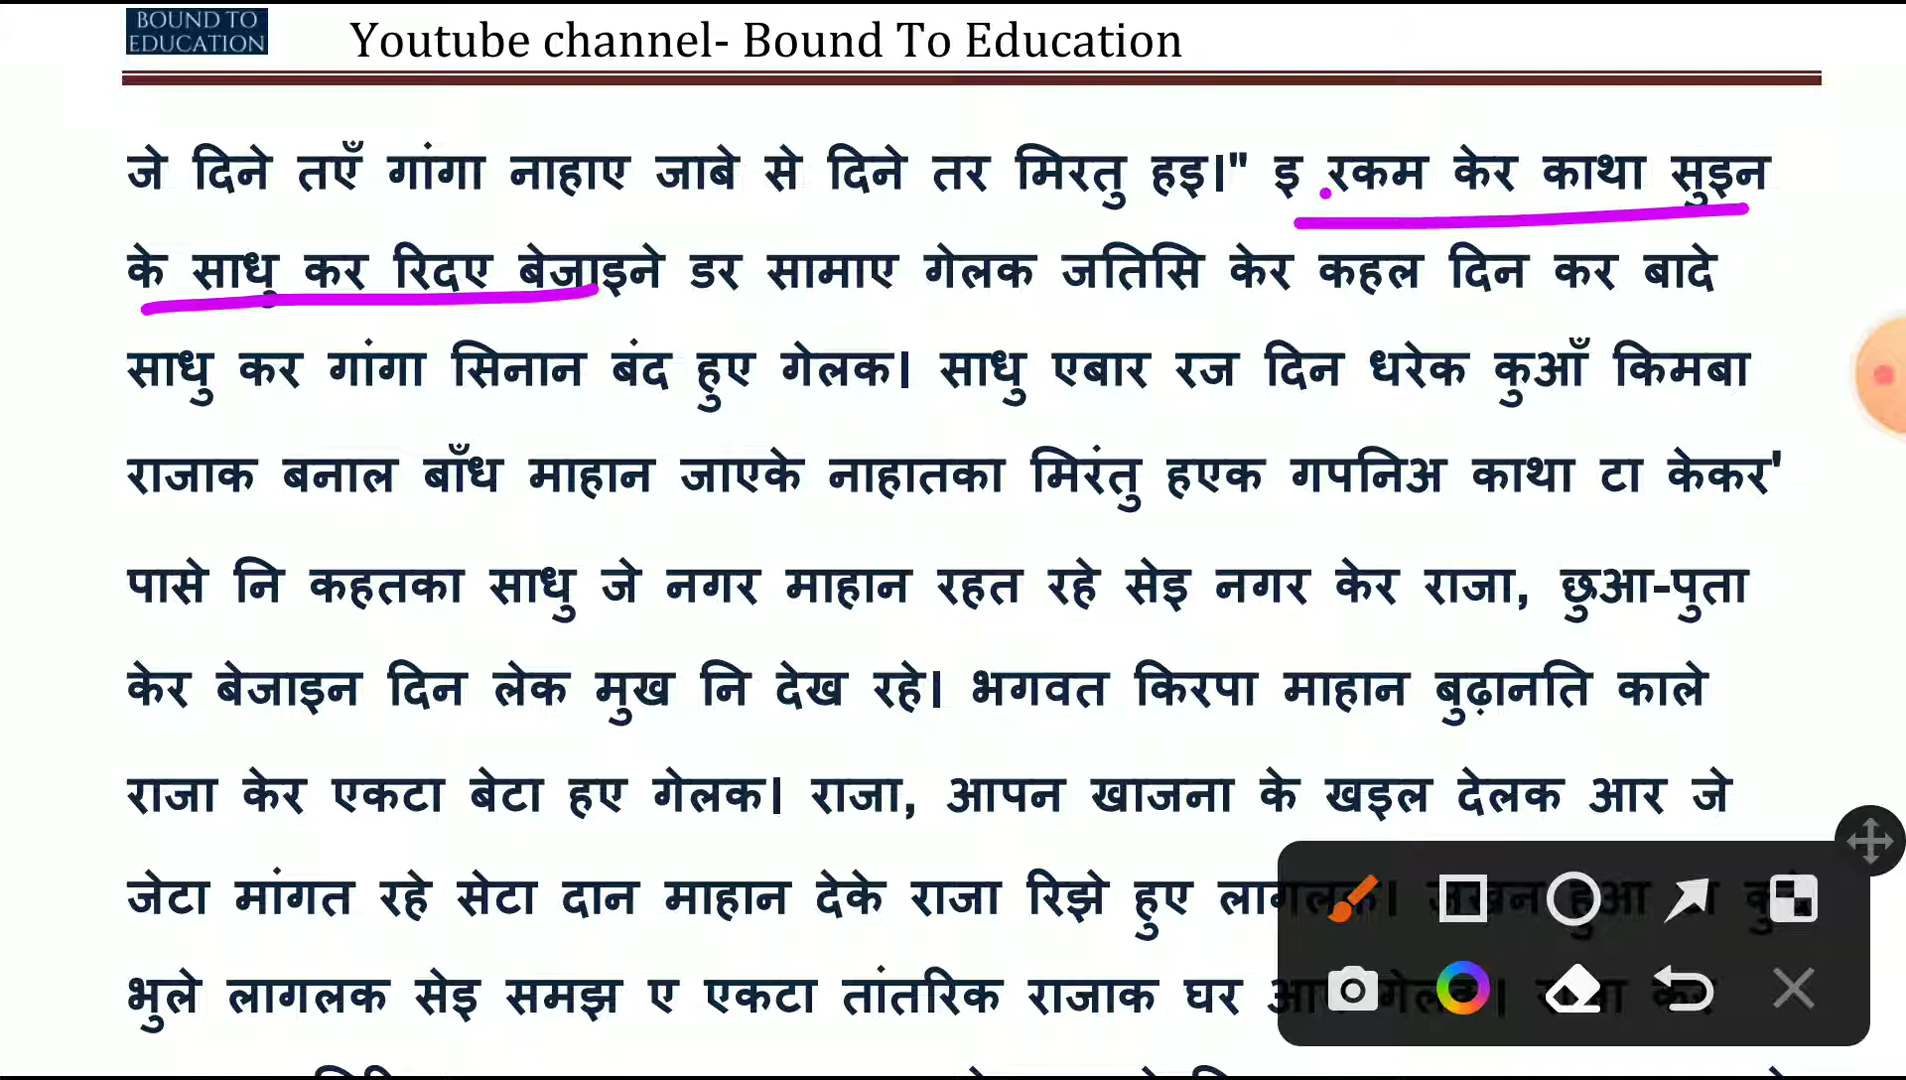 BOUND TO
EDUCATION
Youtube channel- Bound To Education
जे दिने तएँ गांगा नाहाए जाबे से दिने तर मिरतु हइ।" इ रकम केर काथा सुइन
के साधु कर रिदए बेजाइने डर सामाए गेलक जतिसि केर कहल दिन कर बादे
साधु कर गांगा सिनान बंद हुए गेलक। साधु एबार रज दिन धरेक कुआँ किमबा
राजाक बनाल बाँध माहान जाएके नाहातका मिरंतु हएक गपनिअ काथा टा केकर'
पासे नि कहतका साधु जे नगर माहान रहत रहे सेइ नगर केर राजा, छुआ-पुता
केर बेजाइन दिन लेक मुख नि देख रहे। भगवत किरपा माहान बुढ़ानति काले
राजा केर एकटा बेटा हए गेलक। राजा, आपन खाजना के खइल देलक आर जे
जेटा मांगत रहे सेटा दान माहान देके राजा रिझे हुए लागलक। जखन हुआ
भुले लागलक सेइ समझ ए एकटा तांतरिक राजाक घर गेलक।